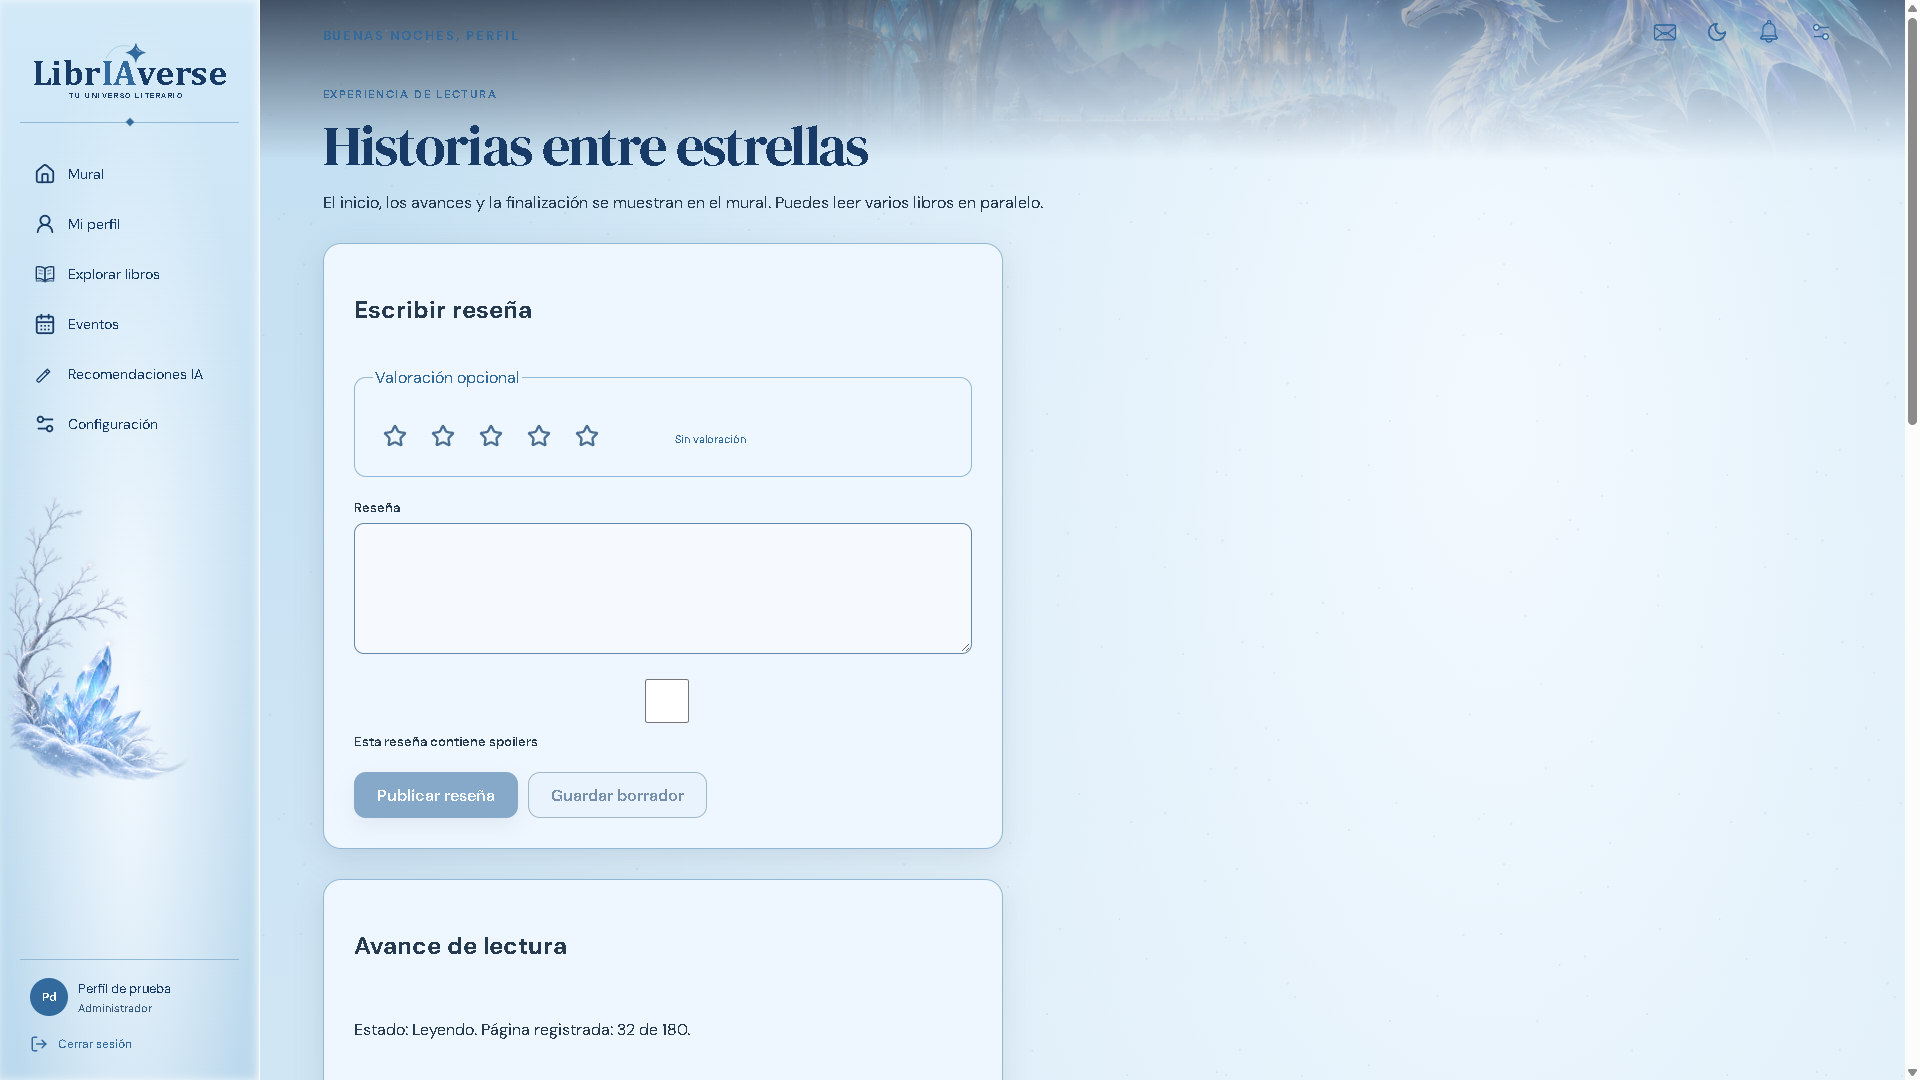 LibrIAverse
TU UNIVERSO LITERARIO
Mural
Mi perfil
Explorar libros
Eventos
Recomendaciones IA
Configuración
Pd
Perfil de prueba
Administrador
Cerrar sesión
BUENAS NOCHES, PERFIL
EXPERIENCIA DE LECTURA
Historias entre estrellas
El inicio, los avances y la finalización se muestran en el mural. Puedes leer varios libros en paralelo.
Escribir reseña
Valoración opcional
Sin valoración
Reseña
Esta reseña contiene spoilers
Publicar reseña
Guardar borrador
Avance de lectura
Estado: Leyendo. Página registrada: 32 de 180.